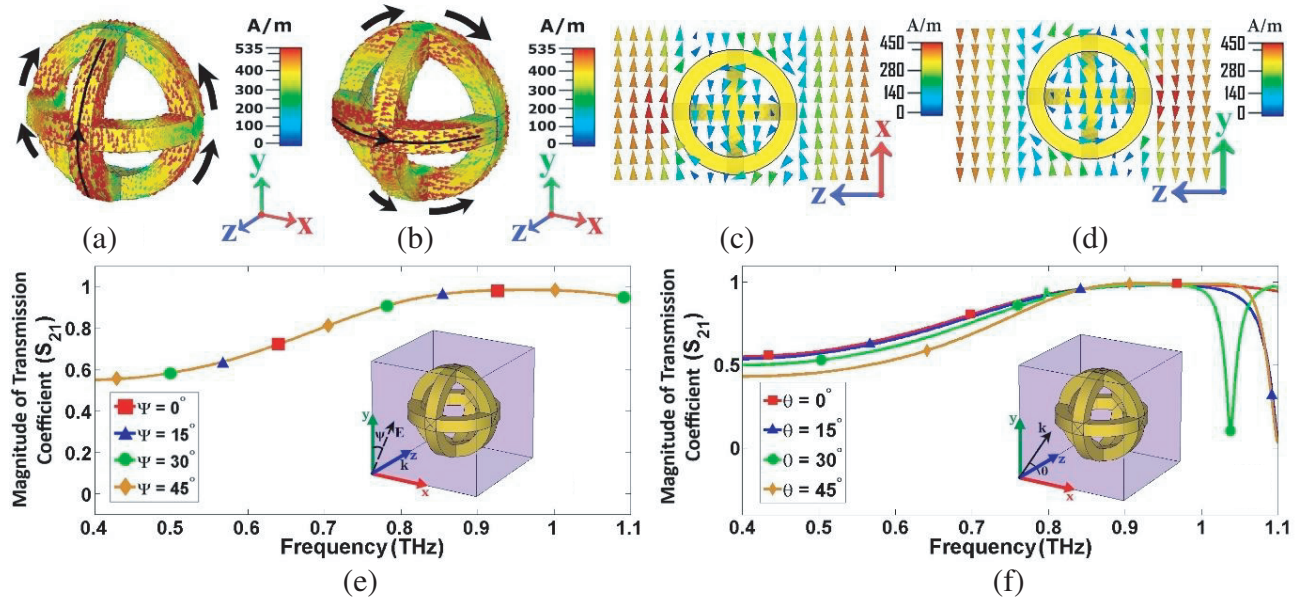 A/m
535
400
300
200
100
0
y
z
x
(a)
A/m
535
400
300
200
100
0
y
z
x
(b)
A/m
450
280
140
0
x
z
(c)
A/m
450
280
140
0
y
z
(d)
Magnitude of Transmission
Coefficient (S21)
1
0.8
0.6
0.4
0.2
0
Ψ = 0°
Ψ = 15°
Ψ = 30°
Ψ = 45°
y
ψ
E
z
k
x
0.4
0.5
0.6
0.7
0.8
0.9
1
1.1
Frequency(THz)
(e)
Magnitude of Transmission
Coefficient (S21)
1
0.5
0
θ = 0°
θ = 15°
θ = 30°
θ = 45°
y
k
z
θ
x
0.4
0.5
0.6
0.7
0.8
0.9
1
1.1
Frequency (THz)
(f)